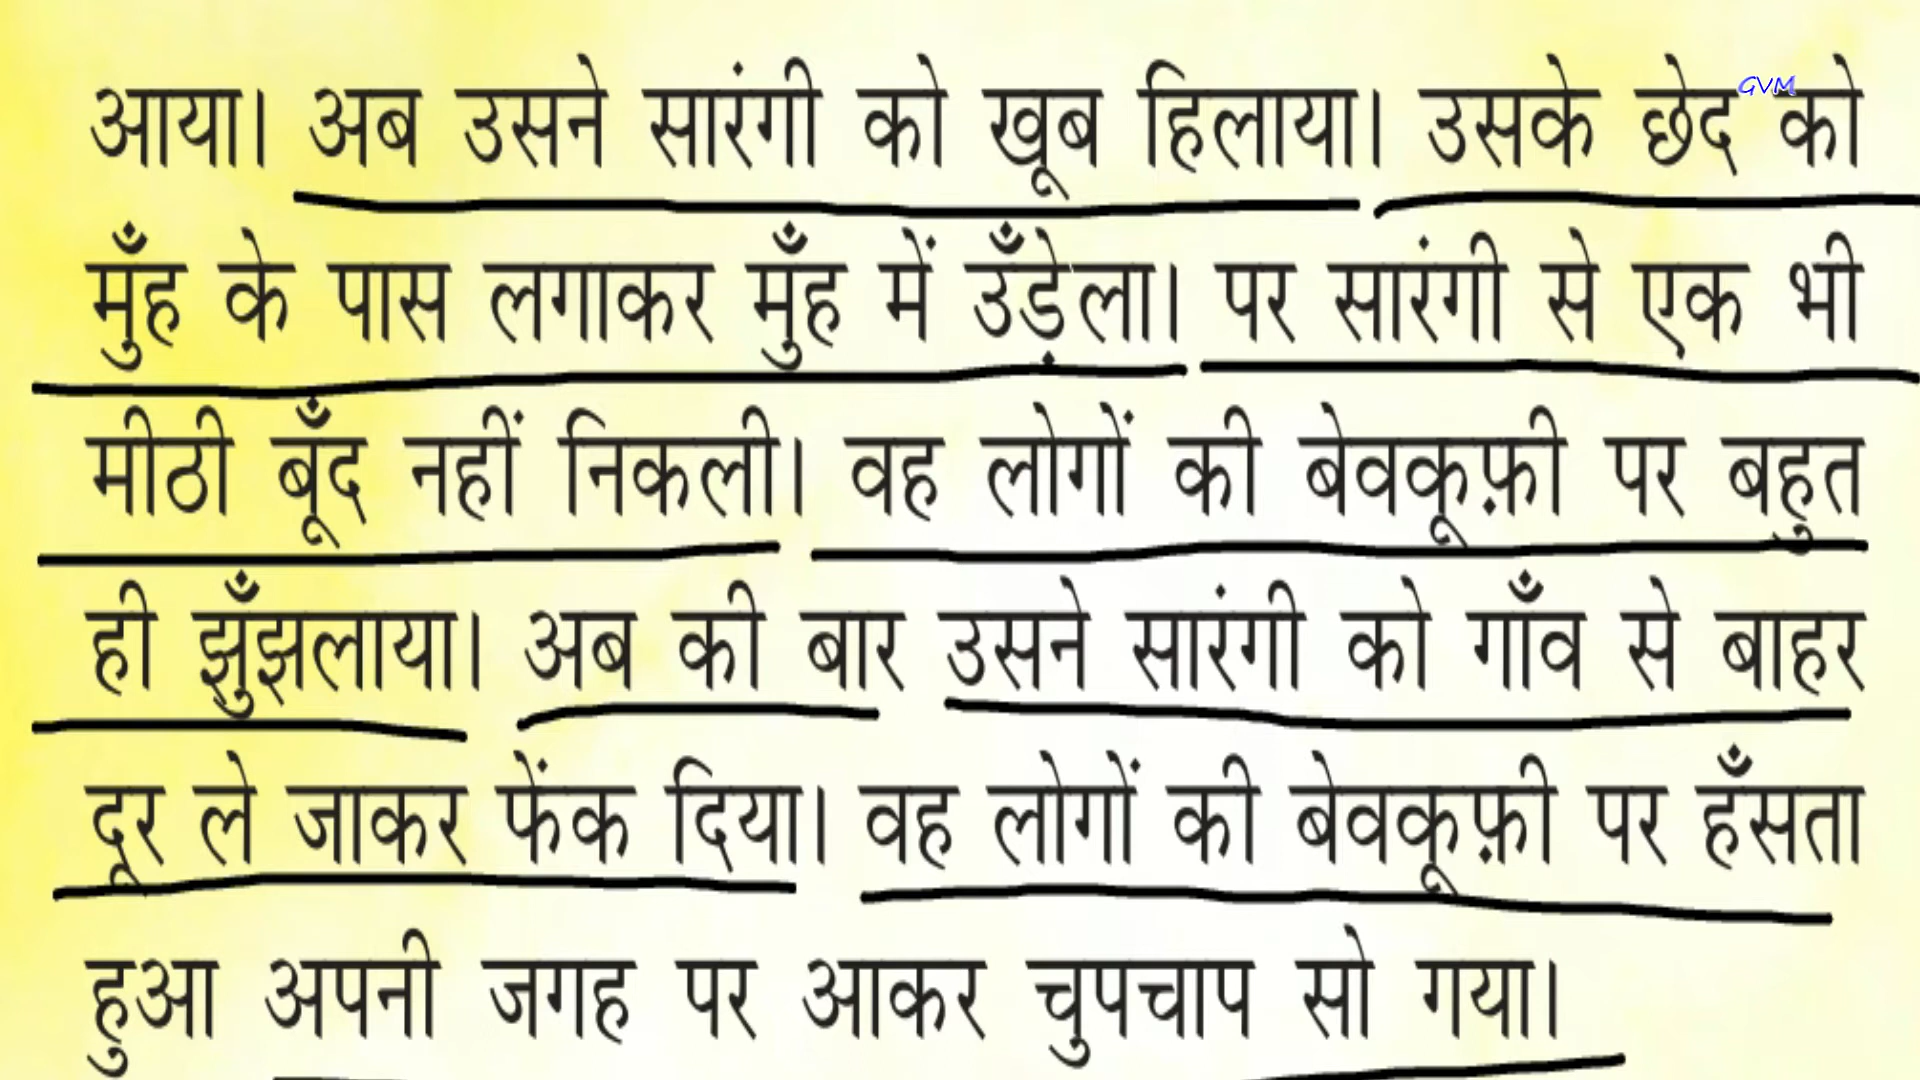 आया। अब उसने सारंगी को खूब हिलाया। उसके छेद को
GVM
मुँह के पास लगाकर मुँह में उँड़ेला। पर सारंगी से एक भी
मीठी बूँद नहीं निकली। वह लोगों की बेवकूफ़ी पर बहुत
ही झुँझलाया। अब की बार उसने सारंगी को गाँव से बाहर
दूर ले जाकर फेंक दिया। वह लोगों की बेवकूफ़ी पर हँसता
हुआ अपनी जगह पर आकर चुपचाप सो गया।